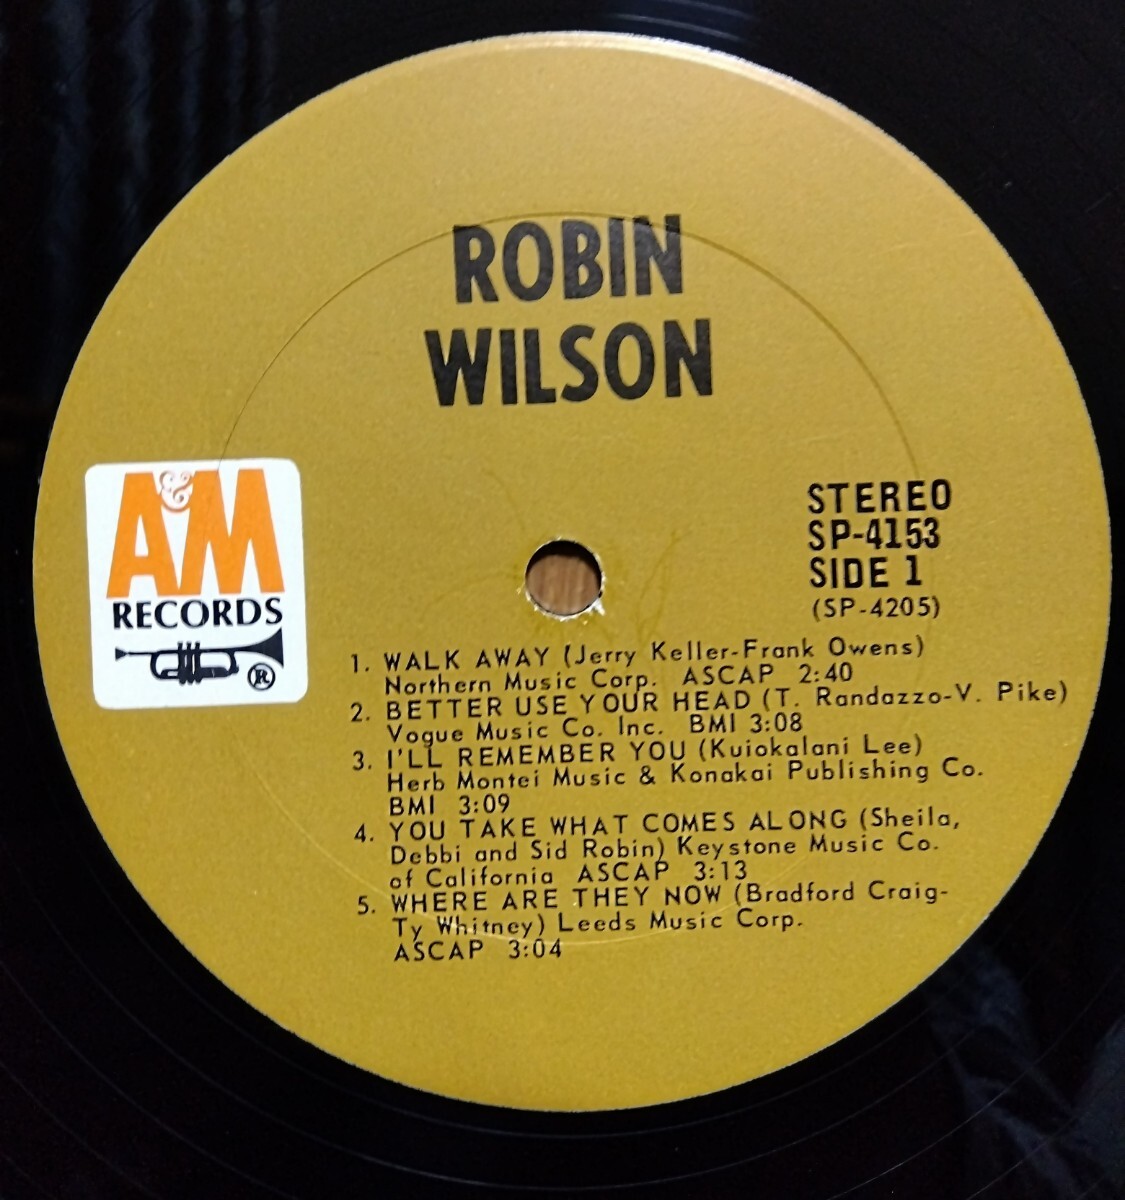 ROBIN
WILSON
A&M
RECORDS
®
STEREO
SP-4153
SIDE 1
(SP-4205)
1. WALK AWAY (Jerry Keller-Frank Owens)
Northern Music Corp. ASCAP 2:40
2. BETTER USE YOUR HEAD (T. Randazzo-V. Pike)
Vogue Music Co. Inc. BMI 3:08
3. I'LL REMEMBER YOU (Kuiokalani Lee)
Herb Montei Music & Konakai Publishing Co.
BMI 3:09
4. YOU TAKE WHAT COMES ALONG (Sheila,
Debbi and Sid Robin) Keystone Music Co.
of California ASCAP 3:13
5. WHERE ARE THEY NOW (Bradford Craig-
Ty Whitney) Leeds Music Corp.
ASCAP 3:04